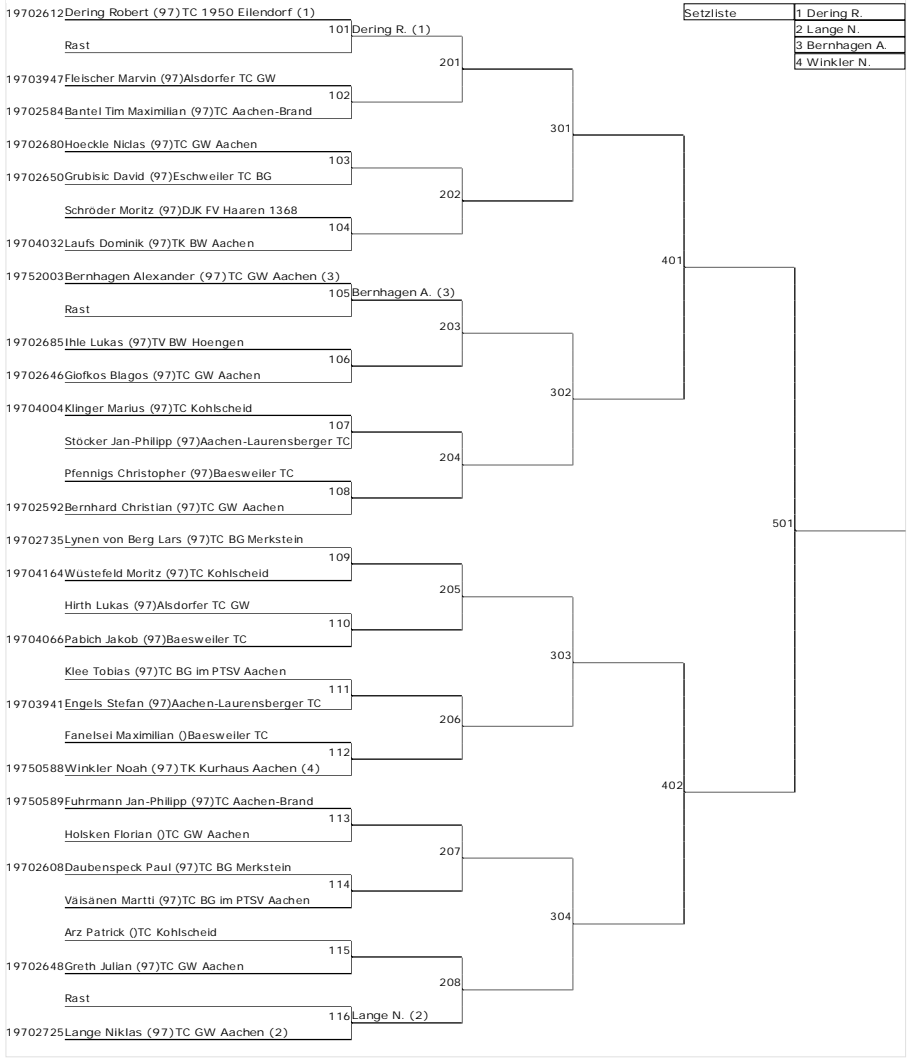 Setzliste 1 Dering R.
2 Lange N.
3 Bernhagen A.
4 Winkler N.
19702612 Dering Robert (97)TC 1950 Eilendorf (1)
101 Dering R. (1)
Rast
201
19703947 Fleischer Marvin (97)Alsdorfer TC GW
102
19702584 Bantel Tim Maximilian (97)TC Aachen-Brand
301
19702680 Hoeckle Niclas (97)TC GW Aachen
103
19702650 Grubisic David (97)Eschweiler TC BG
202
Schröder Moritz (97)DJK FV Haaren 1368
104
19704032 Laufs Dominik (97)TK BW Aachen
401
19752003 Bernhagen Alexander (97)TC GW Aachen (3)
105 Bernhagen A. (3)
Rast
203
19702685 Ihle Lukas (97)TV BW Hoengen
106
19702646 Giofkos Blagos (97)TC GW Aachen
302
19704004 Klinger Marius (97)TC Kohlscheid
107
Stöcker Jan-Philipp (97)Aachen-Laurensberger TC
204
Pfennigs Christopher (97)Baesweiler TC
108
19702592 Bernhard Christian (97)TC GW Aachen
501
19702735 Lynen von Berg Lars (97)TC BG Merkstein
109
19704164 Wüstefeld Moritz (97)TC Kohlscheid
205
Hirth Lukas (97)Alsdorfer TC GW
110
19704066 Pabich Jakob (97)Baesweiler TC
303
Klee Tobias (97)TC BG im PTSV Aachen
111
19703941 Engels Stefan (97)Aachen-Laurensberger TC
206
Fanelsei Maximilian ()Baesweiler TC
112
19750588 Winkler Noah (97)TK Kurhaus Aachen (4)
402
19750589 Fuhrmann Jan-Philipp (97)TC Aachen-Brand
113
Holsken Florian ()TC GW Aachen
207
19702608 Daubenspeck Paul (97)TC BG Merkstein
114
Väisänen Martti (97)TC BG im PTSV Aachen
304
Arz Patrick ()TC Kohlscheid
115
19702648 Greth Julian (97)TC GW Aachen
208
Rast
116 Lange N. (2)
19702725 Lange Niklas (97)TC GW Aachen (2)